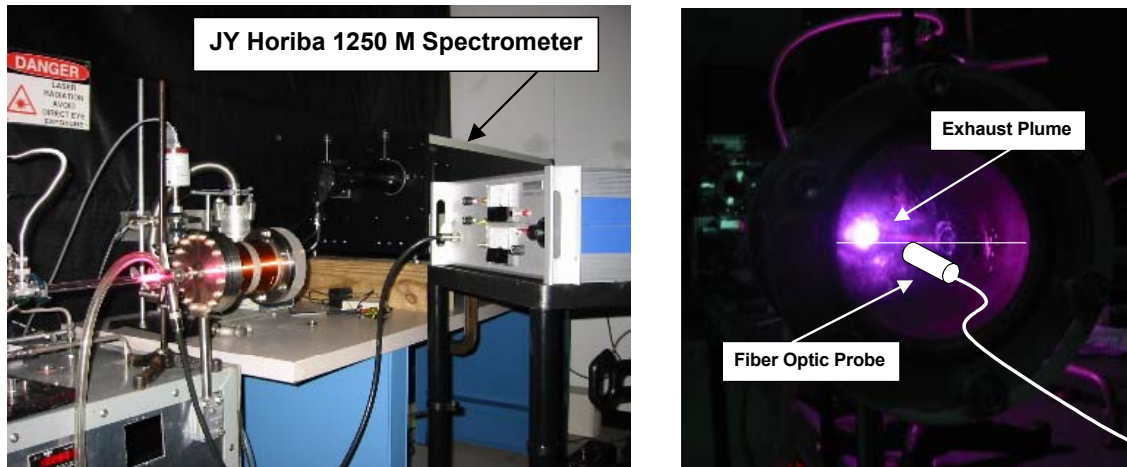 JY Horiba 1250 M Spectrometer
DANGER
LASER
RADIATION
AVOID
DIRECT EYE
EXPOSURE
Exhaust Plume
Fiber Optic Probe